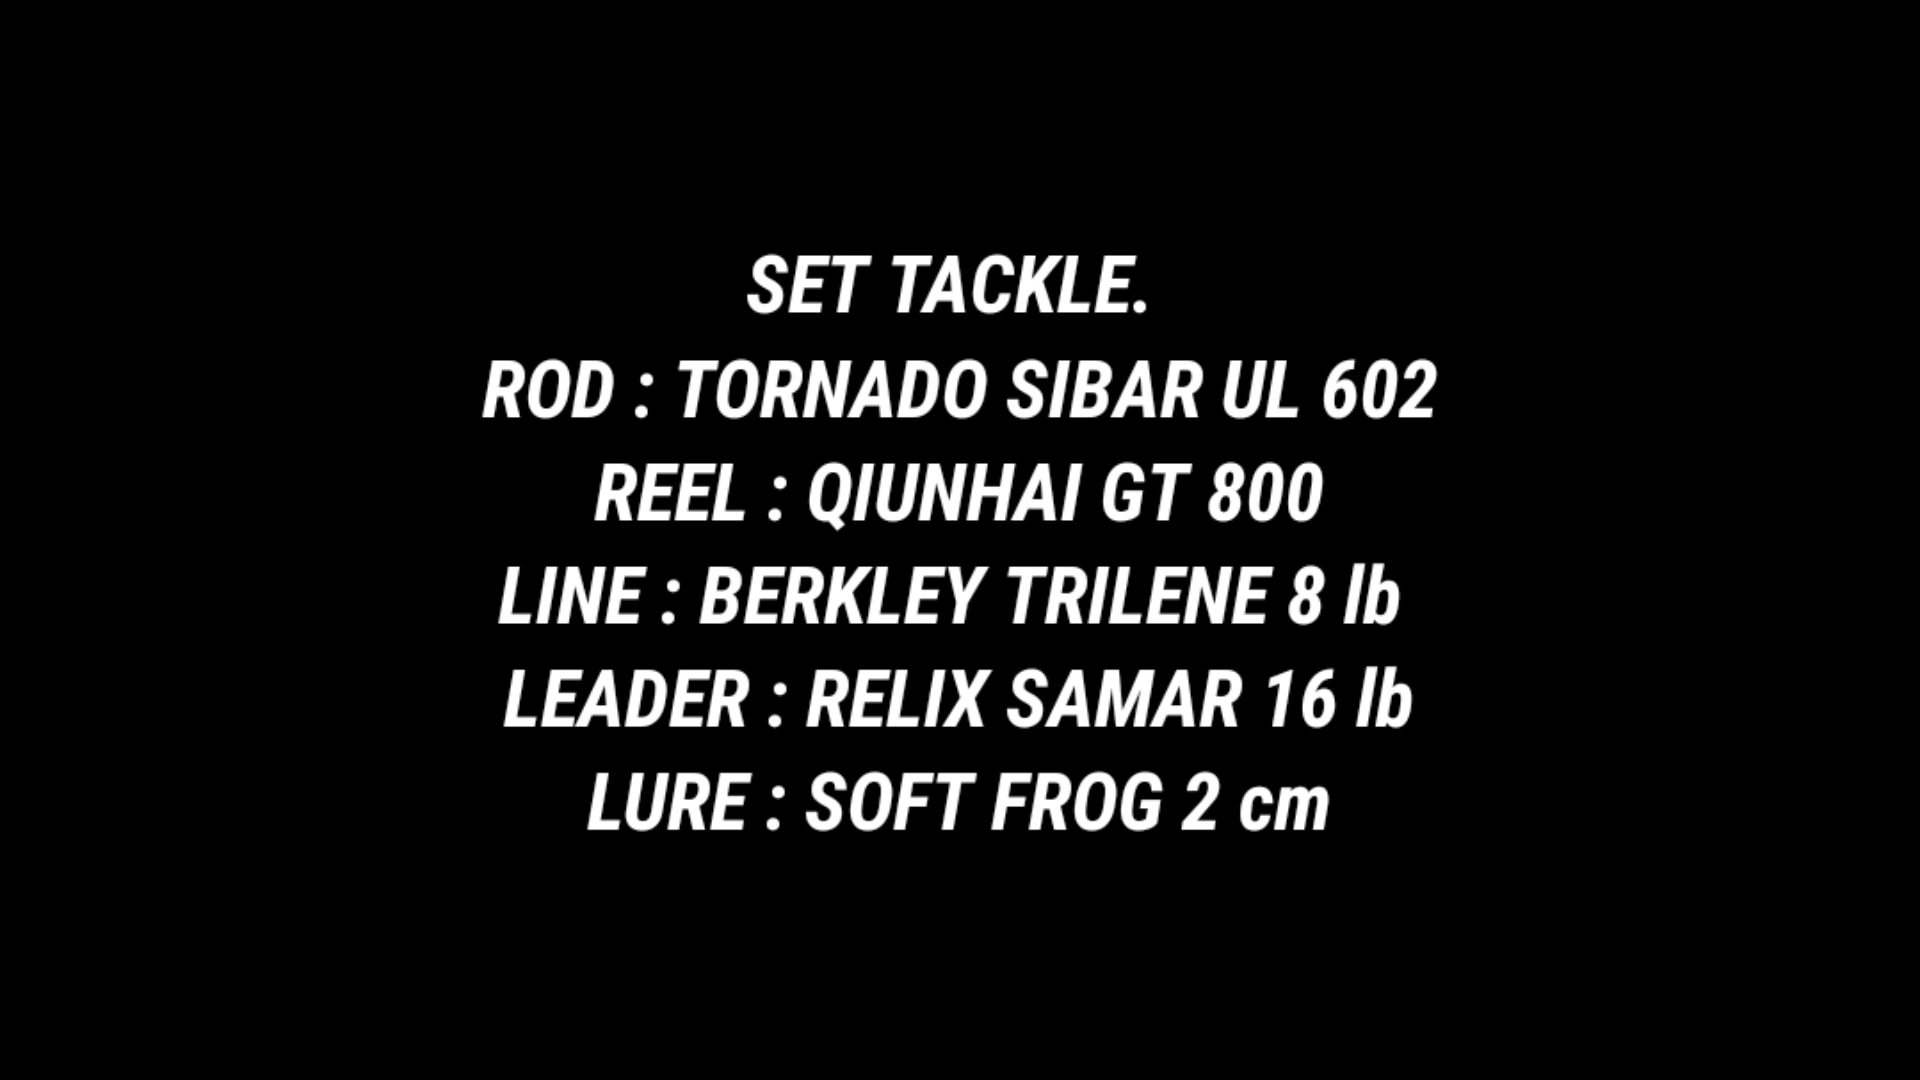 SET TACKLE.
ROD : TORNADO SIBAR UL 602
REEL : QIUNHAI GT 800
LINE : BERKLEY TRILENE 8 lb
LEADER : RELIX SAMAR 16 lb
LURE : SOFT FROG 2 cm